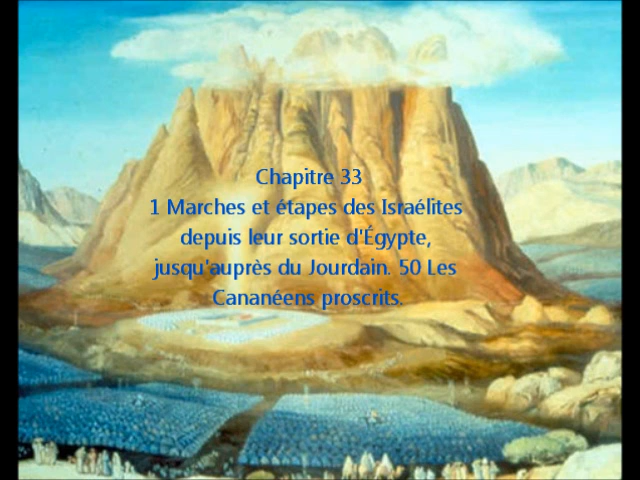 Chapitre 33
1 Marches et étapes des Israélites
depuis leur sortie d'Égypte,
jusqu'auprès du Jourdain. 50 Les
Cananéens proscrits.